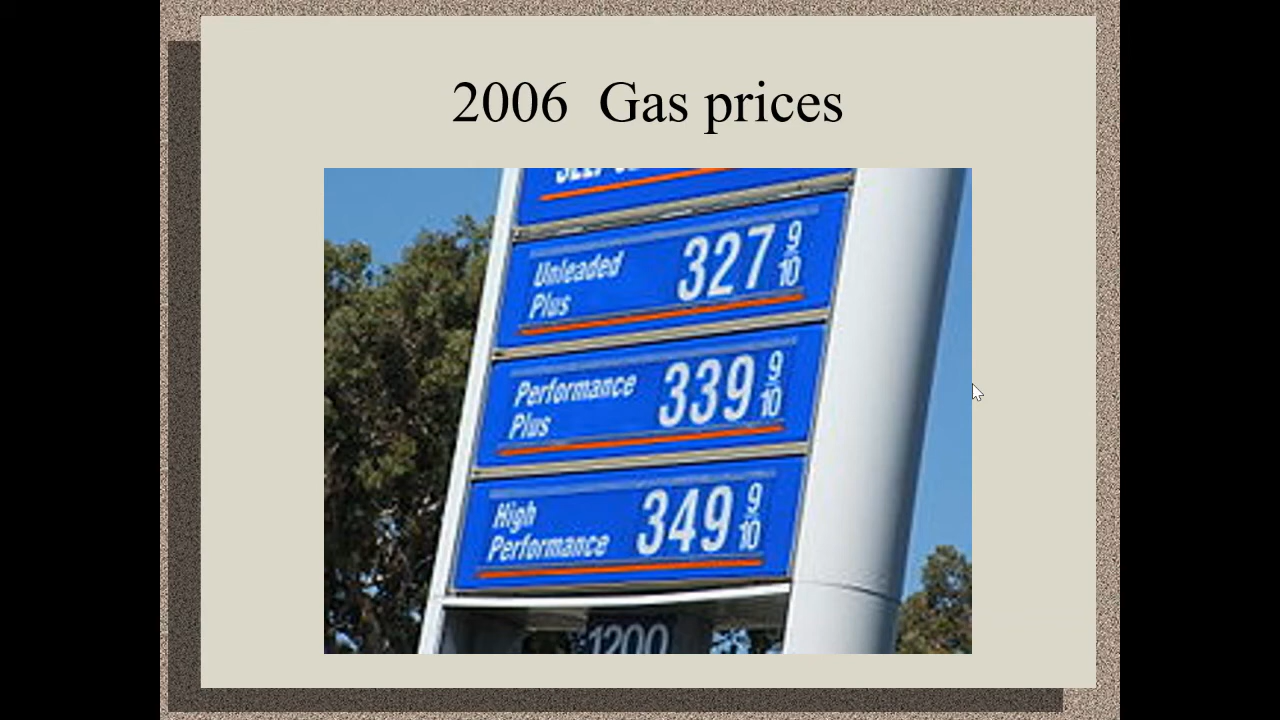 2006 Gas prices
Unleaded 327 9/10
Plus
Performance 339 9/10
Plus
High 349 9/10
Performance
1200